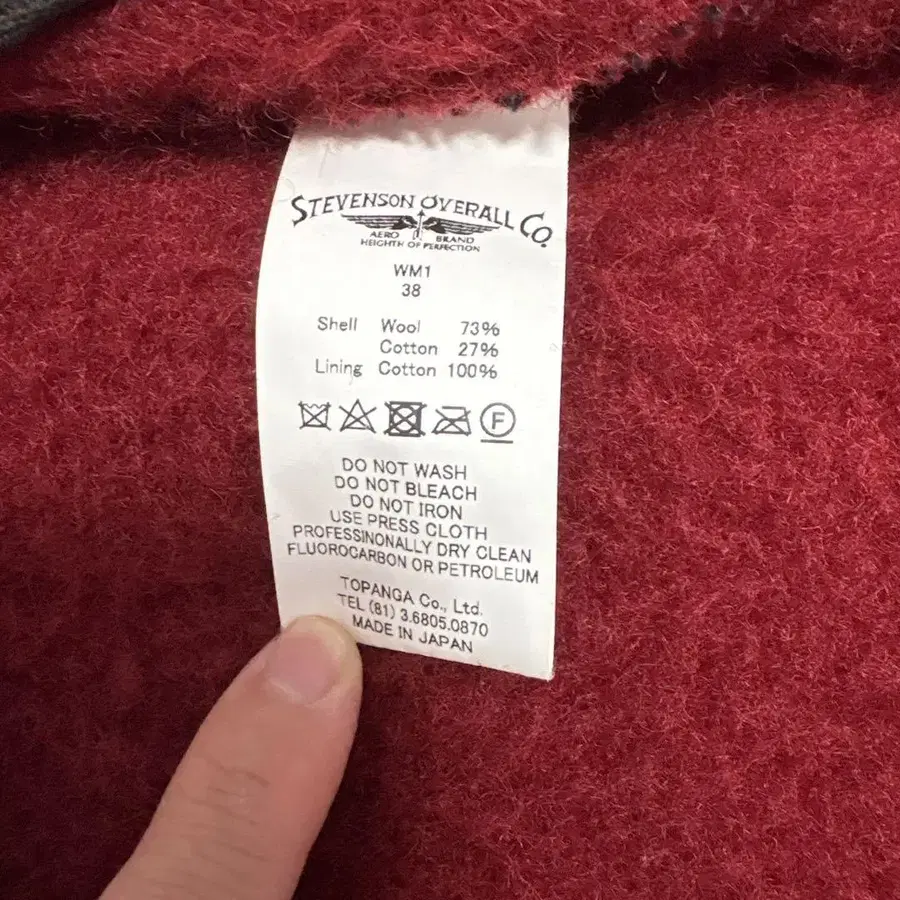 STEVENSON OVERALL CO.
AERO BRAND
HEIGHTH OF PERFECTION
WM1
38
Shell Wool 73%
Cotton 27%
Lining Cotton 100%
F
DO NOT WASH
DO NOT BLEACH
DO NOT IRON
USE PRESS CLOTH
PROFESSINONALLY DRY CLEAN
FLUOROCARBON OR PETROLEUM
TOPANGA Co., Ltd.
TEL (81) 3.6805.0870
MADE IN JAPAN